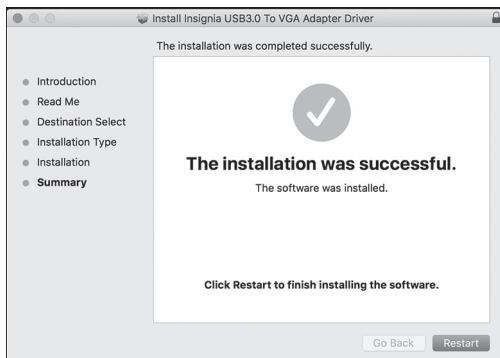 Install Insignia USB3.0 To VGA Adapter Driver
The installation was completed successfully.
Introduction
Read Me
Destination Select
Installation Type
Installation
Summary
The installation was successful.
The software was installed.
Click Restart to finish installing the software.
Go Back Restart